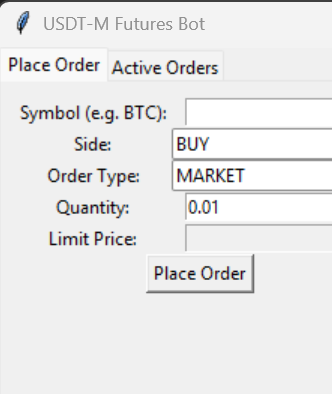 USDT-M Futures Bot
Place Order Active Orders
Symbol (e.g. BTC):
Side: BUY
Order Type: MARKET
Quantity: 0.01
Limit Price:
Place Order